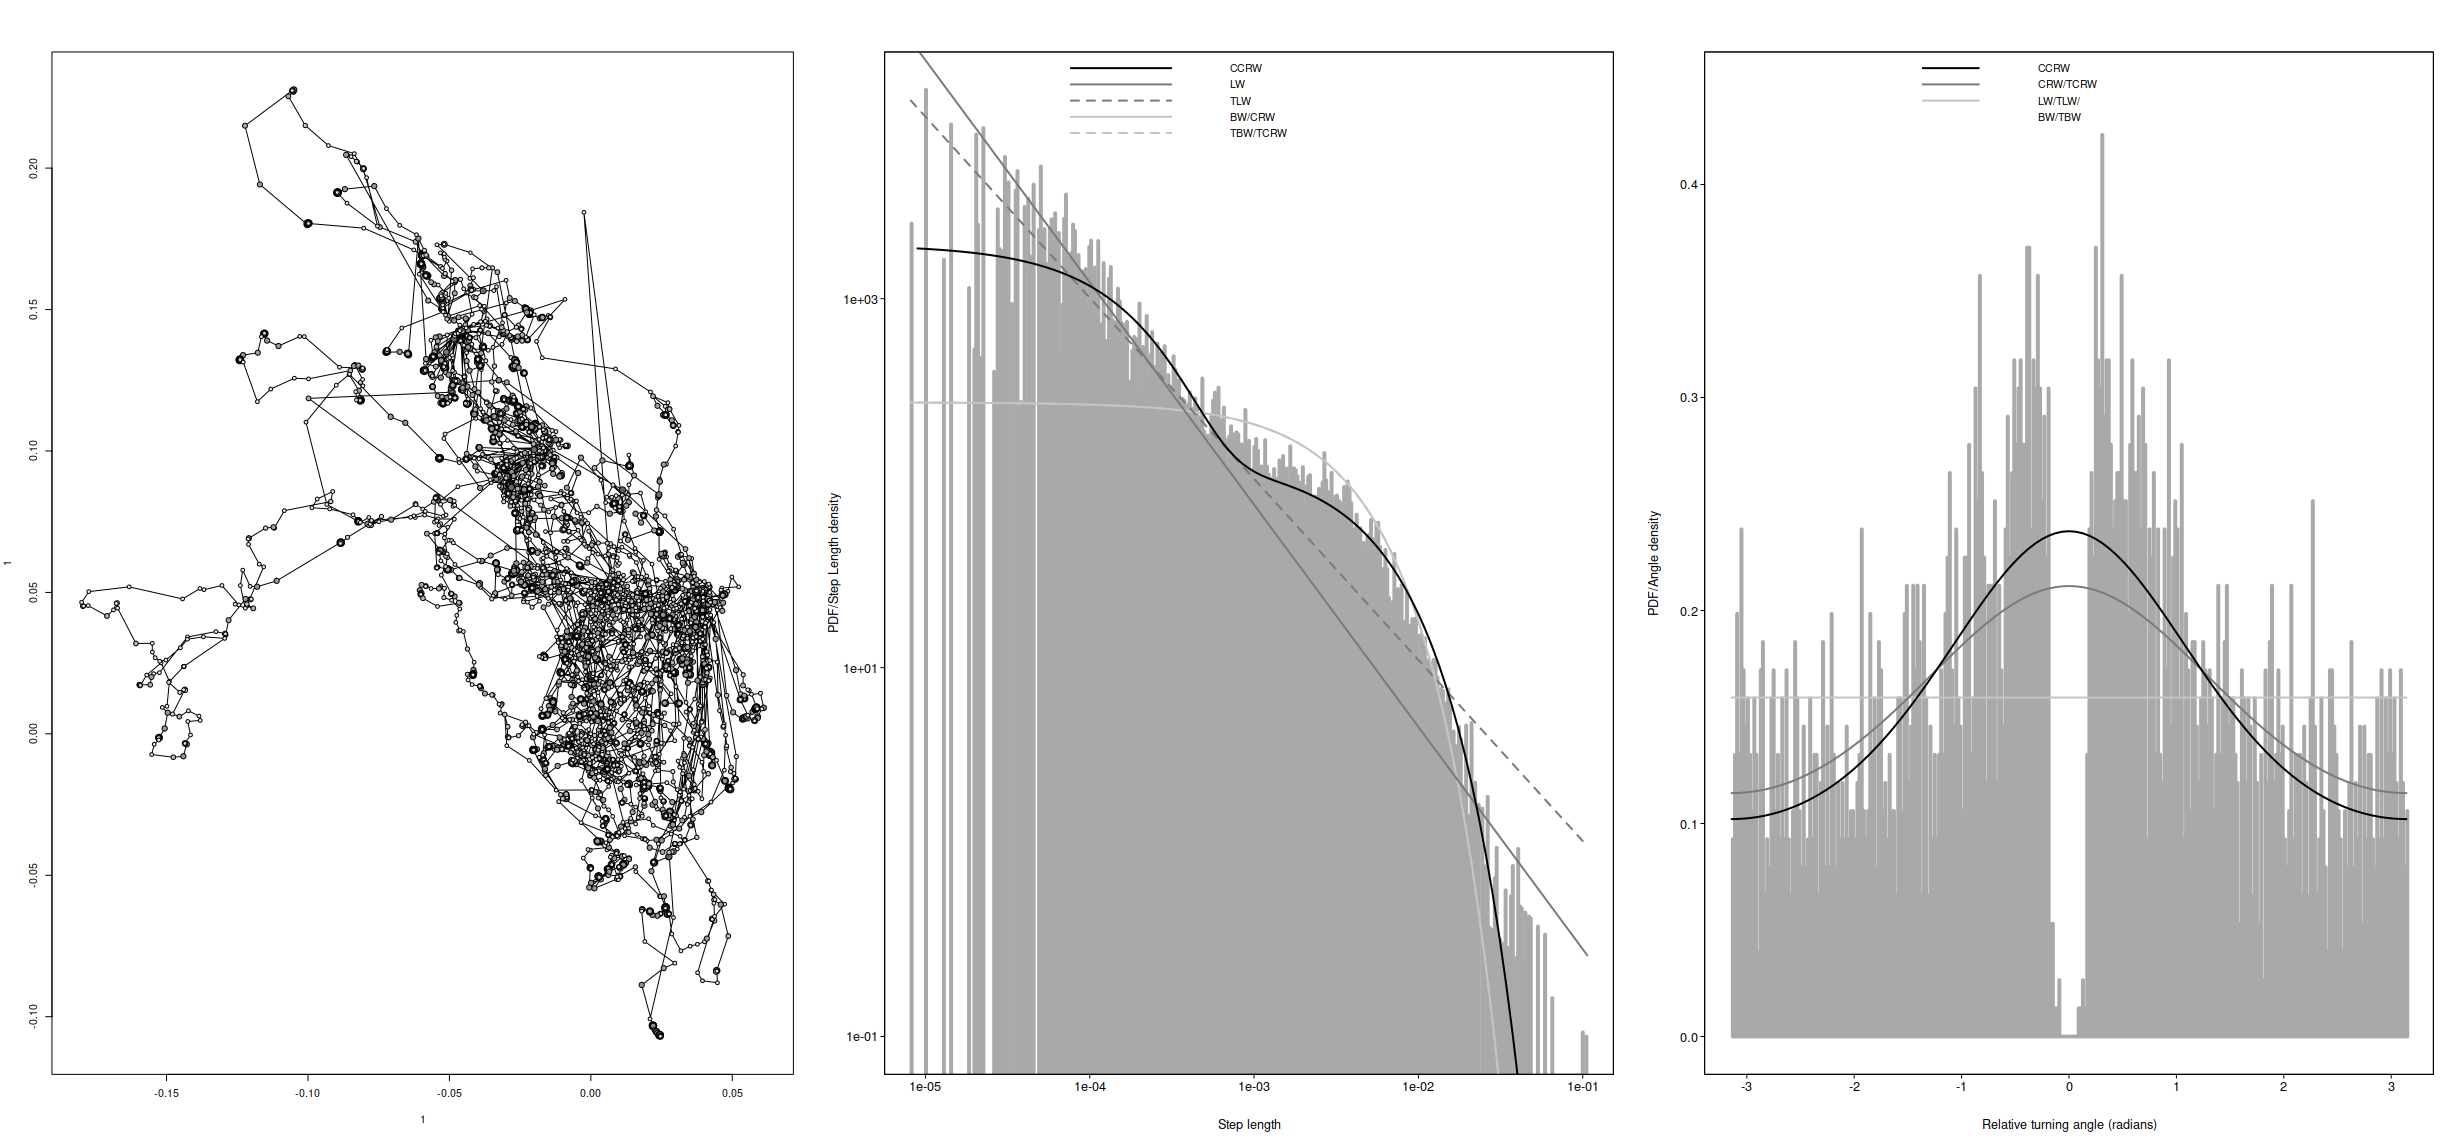 0.20
0.15
0.10
0.05
0.00
-0.05
-0.10
1
-0.15
-0.10
-0.05
0.00
0.05
1
CCRW
LW
TLW
BW/CRW
TBW/TCRW
PDF/Step Length density
1e+03
1e+01
1e-01
1e-05
1e-04
1e-03
1e-02
1e-01
Step length
CCRW
CRW/TCRW
LW/TLW/
BW/TBW
PDF/Angle density
0.4
0.3
0.2
0.1
0.0
-3
-2
-1
0
1
2
3
Relative turning angle (radians)